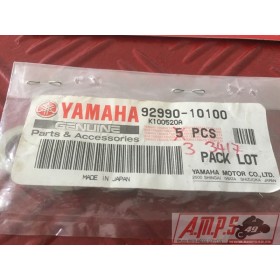 YAMAHA 92990-10100
K100520R
GENUINE
Parts & Accessories
5 PCS
3 3417
PACK LOT
YAMAHA MOTOR CO., LTD.
MADE IN JAPAN
A.M.P.S